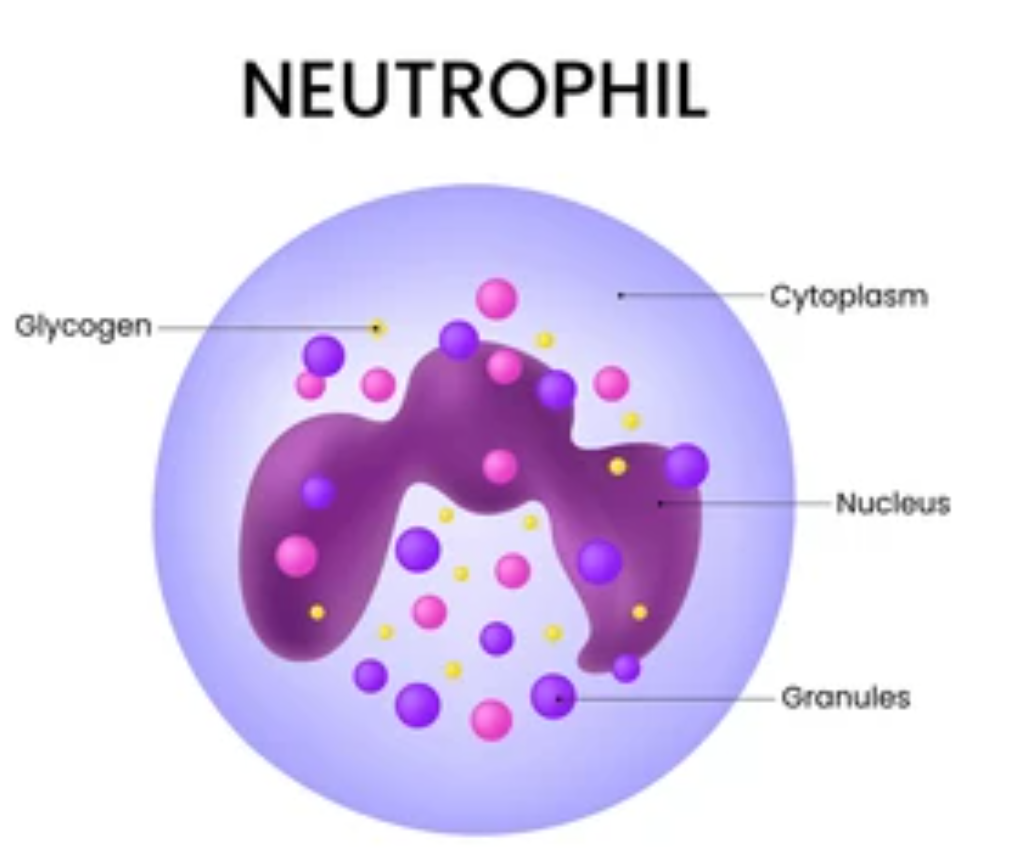 NEUTROPHIL
Cytoplasm
Glycogen
Nucleus
Granules